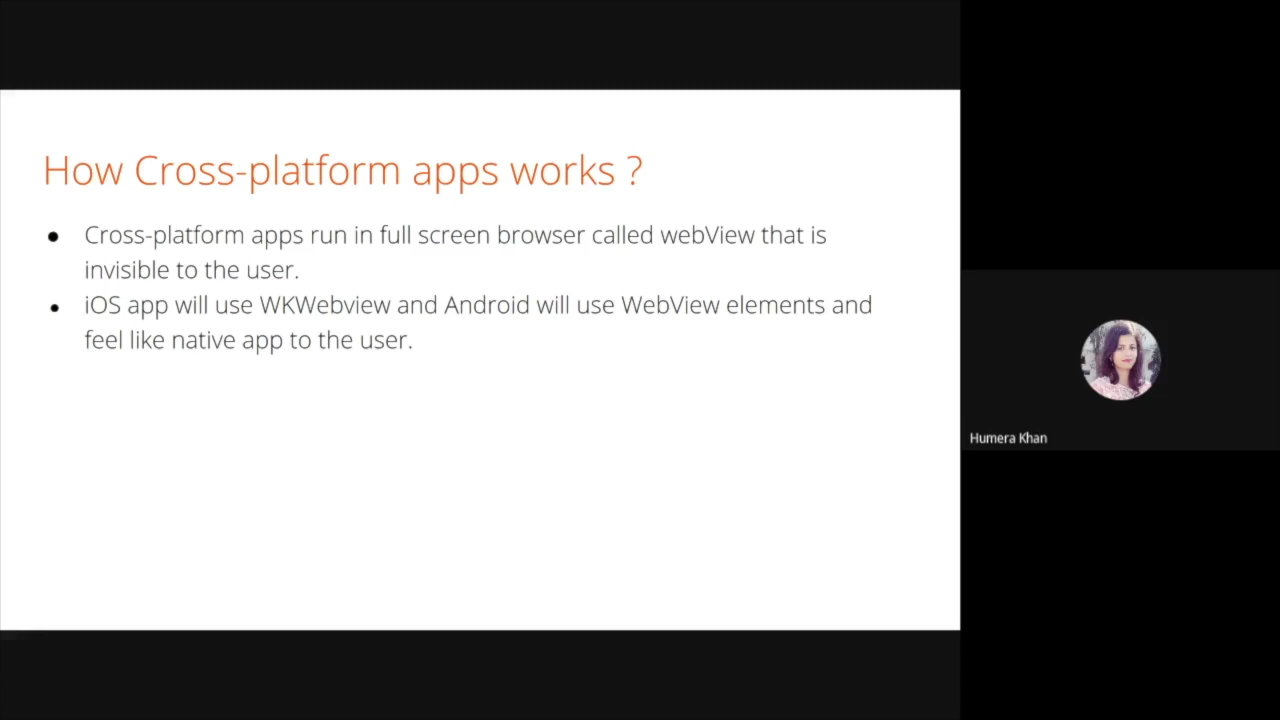 How Cross-platform apps works ?
● Cross-platform apps run in full screen browser called webView that is
invisible to the user.
● iOS app will use WKWebview and Android will use WebView elements and
feel like native app to the user.
Humera Khan